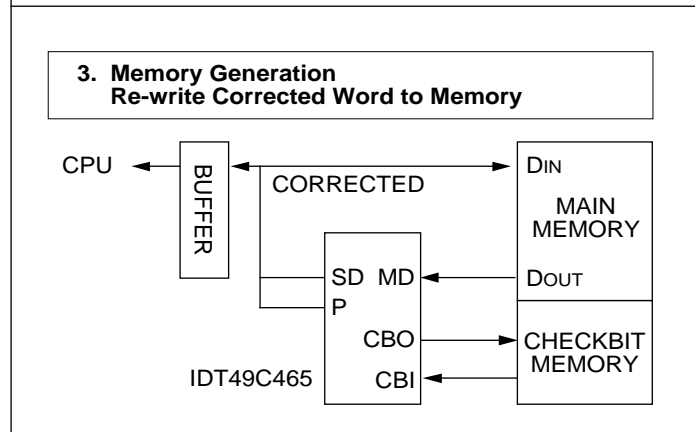 3. Memory Generation
Re-write Corrected Word to Memory
CPU
BUFFER
CORRECTED
DIN
MAIN
MEMORY
SD MD
DOUT
P
CBO
CHECKBIT
MEMORY
IDT49C465
CBI